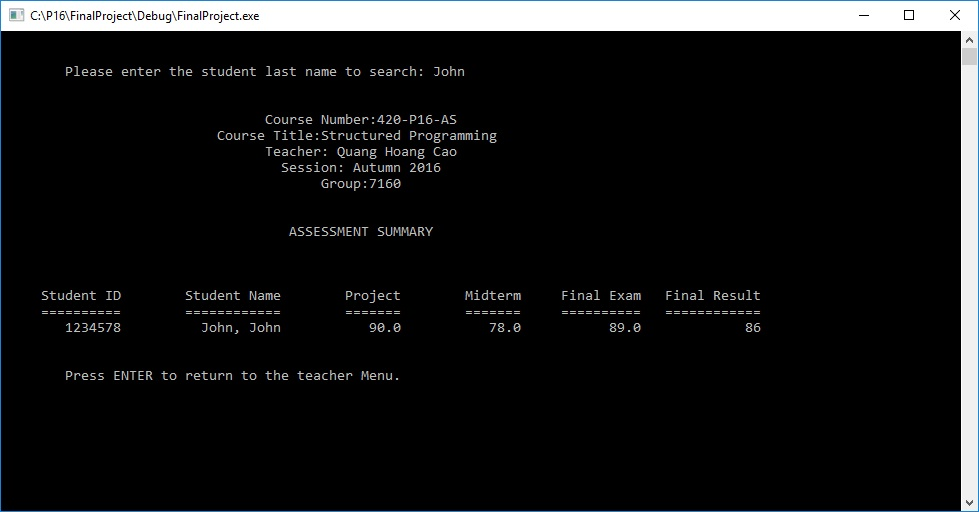 C:\P16\FinalProject\Debug\FinalProject.exe
Please enter the student last name to search: John
Course Number:420-P16-AS
Course Title:Structured Programming
Teacher: Quang Hoang Cao
Session: Autumn 2016
Group:7160
ASSESSMENT SUMMARY
Student ID Student Name Project Midterm Final Exam Final Result
========== ============ ======= ======= ========== ============
1234578 John, John 90.0 78.0 89.0 86
Press ENTER to return to the teacher Menu.